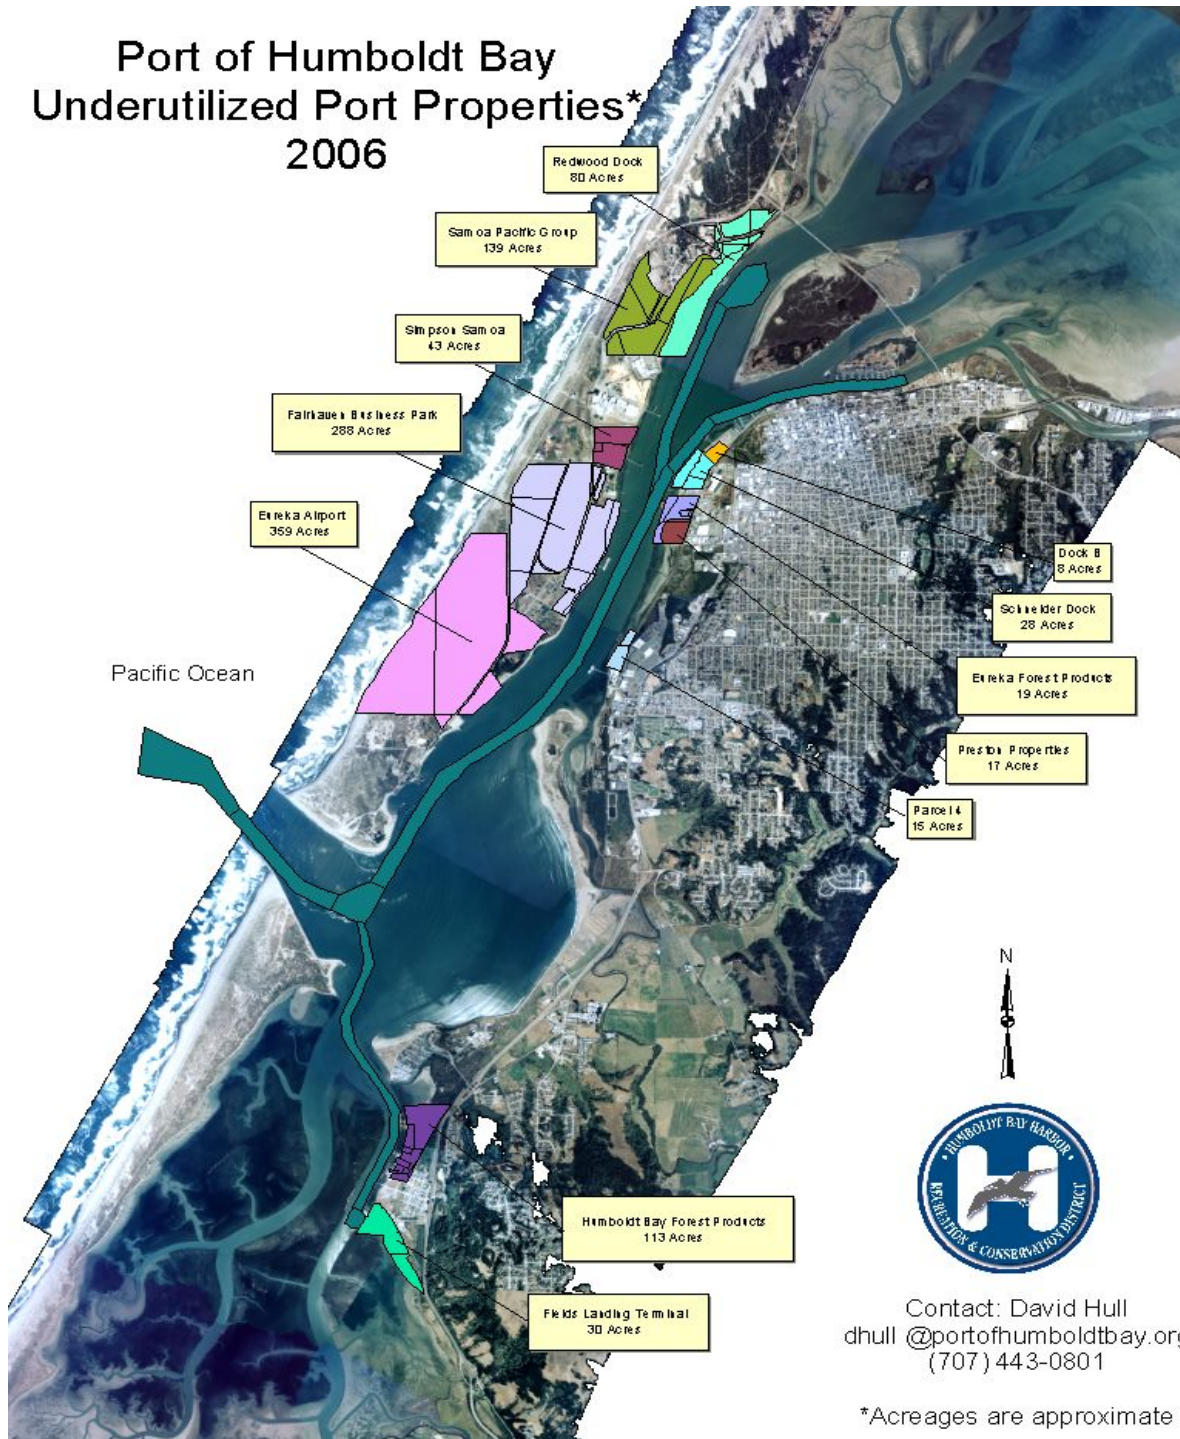 Port of Humboldt Bay
Underutilized Port Properties*
2006
Redwood Dock
80 Acres
Samoa Pacific Group
139 Acres
Simpson Samoa
43 Acres
Fairhaven Business Park
288 Acres
Eureka Airport
359 Acres
Dock B
8 Acres
Schneider Dock
28 Acres
Eureka Forest Products
19 Acres
Preston Properties
17 Acres
Parcel 4
15 Acres
Pacific Ocean
N
Humboldt Bay Forest Products
113 Acres
Fields Landing Terminal
30 Acres
HUMBOLDT BAY HARBOR
H
RECREATION & CONSERVATION DISTRICT
Contact: David Hull
dhull @portofhumboldtbay.org
(707) 443-0801
*Acreages are approximate